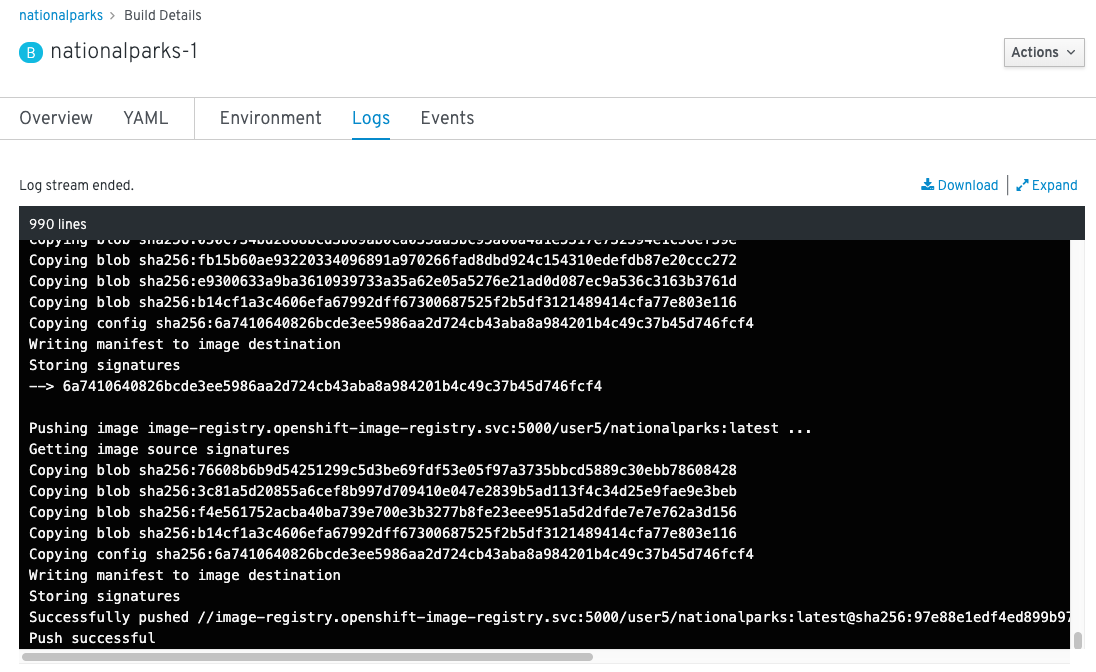 nationalparks > Build Details
B nationalparks-1
Actions
Overview YAML Environment Logs Events
Log stream ended.
Download | Expand
990 lines
Copying blob
Copying blob sha256:fb15b60ae93220334096891a970266fad8dbd924c154310edefdb87e20ccc272
Copying blob sha256:e9300633a9ba3610939733a35a62e05a5276e21ad0d087ec9a536c3163b3761d
Copying blob sha256:b14cf1a3c4606efa67992dff67300687525f2b5df3121489414cfa77e803e116
Copying config sha256:6a7410640826bcde3ee5986aa2d724cb43aba8a984201b4c49c37b45d746fcf4
Writing manifest to image destination
Storing signatures
--> 6a7410640826bcde3ee5986aa2d724cb43aba8a984201b4c49c37b45d746fcf4
Pushing image image-registry.openshift-image-registry.svc:5000/user5/nationalparks:latest ...
Getting image source signatures
Copying blob sha256:76608b6b9d54251299c5d3be69fdf53e05f97a3735bbcd5889c30ebb78608428
Copying blob sha256:3c81a5d20855a6cef8b997d709410e047e2839b5ad113f4c34d25e9fae9e3beb
Copying blob sha256:f4e561752acba40ba739e700e3b3277b8fe23eee951a5d2dfde7e7e762a3d156
Copying blob sha256:b14cf1a3c4606efa67992dff67300687525f2b5df3121489414cfa77e803e116
Copying config sha256:6a7410640826bcde3ee5986aa2d724cb43aba8a984201b4c49c37b45d746fcf4
Writing manifest to image destination
Storing signatures
Successfully pushed //image-registry.openshift-image-registry.svc:5000/user5/nationalparks:latest@sha256:97e88e1edf4ed899b97
Push successful